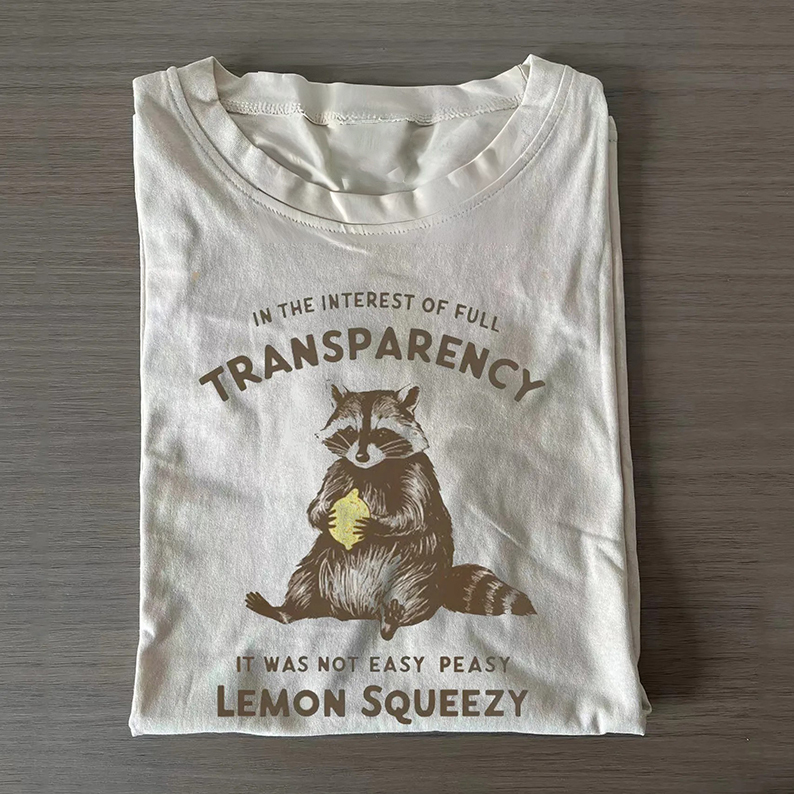 IN THE INTEREST OF FULL
TRANSPARENCY
IT WAS NOT EASY PEASY
LEMON SQUEEZY